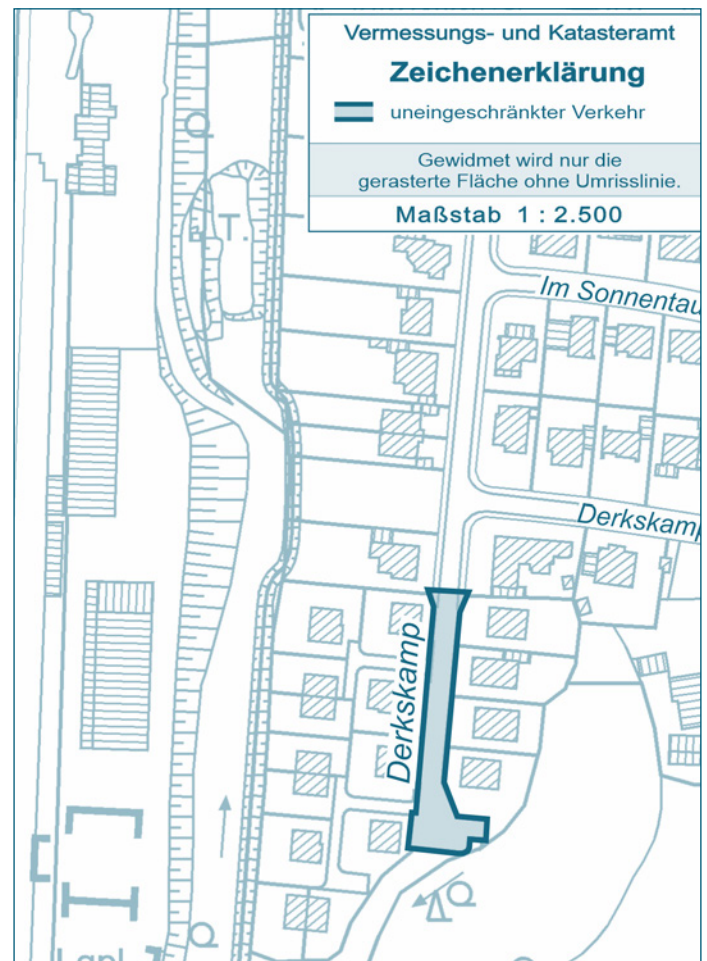 Vermessungs- und Katasteramt
Zeichenerklärung
uneingeschränkter Verkehr
Gewidmet wird nur die
gerasterte Fläche ohne Umrisslinie.
Maßstab 1 : 2.500
T.
Im Sonnentau
Derkskamp
Derkskamp
Lgpl